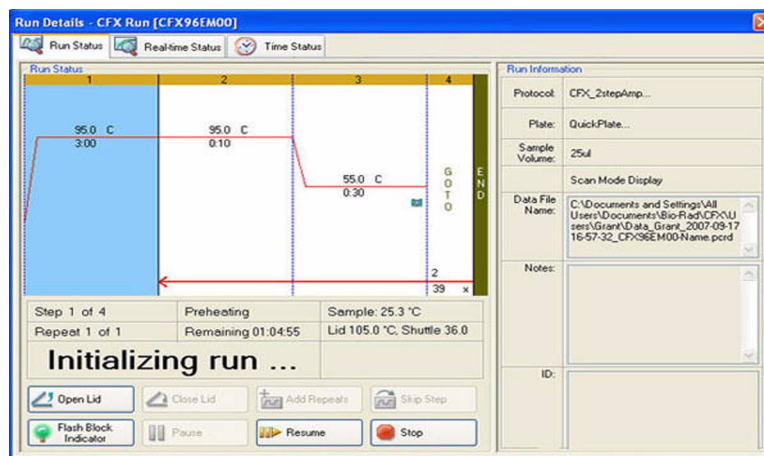 Run Details - CFX Run [CFX96EM00]
Run Status
Real-time Status
Time Status
Run Status
1 2 3 4
95.0 C
3:00
95.0 C
0:10
55.0 C
0:30
GOTO
END
2
39 x
Step 1 of 4
Preheating
Sample: 25.3 °C
Repeat 1 of 1
Remaining 01:04:55
Lid 105.0 °C, Shuttle 36.0
Initializing run ...
Open Lid
Close Lid
Add Repeats
Skip Step
Flash Block
Indicator
Pause
Resume
Stop
Run Information
Protocol:
CFX_2stepAmp...
Plate:
QuickPlate...
Sample
Volume:
25ul
Scan Mode Display
Data File
Name:
C:\Documents and Settings\All
Users\Documents\Bio-Rad\CFX\U
sers\Grant\Data_Grant_2007-09-17
16-57-32_CFX96EM00-Name.pcrd
Notes:
ID: